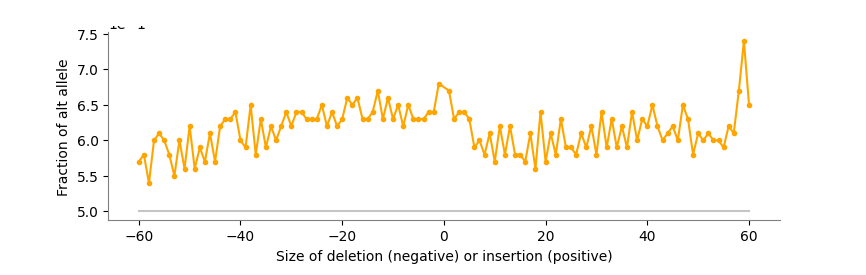 7.5
7.0
6.5
6.0
5.5
5.0
Fraction of alt allele
−60 −40 −20 0 20 40 60
Size of deletion (negative) or insertion (positive)